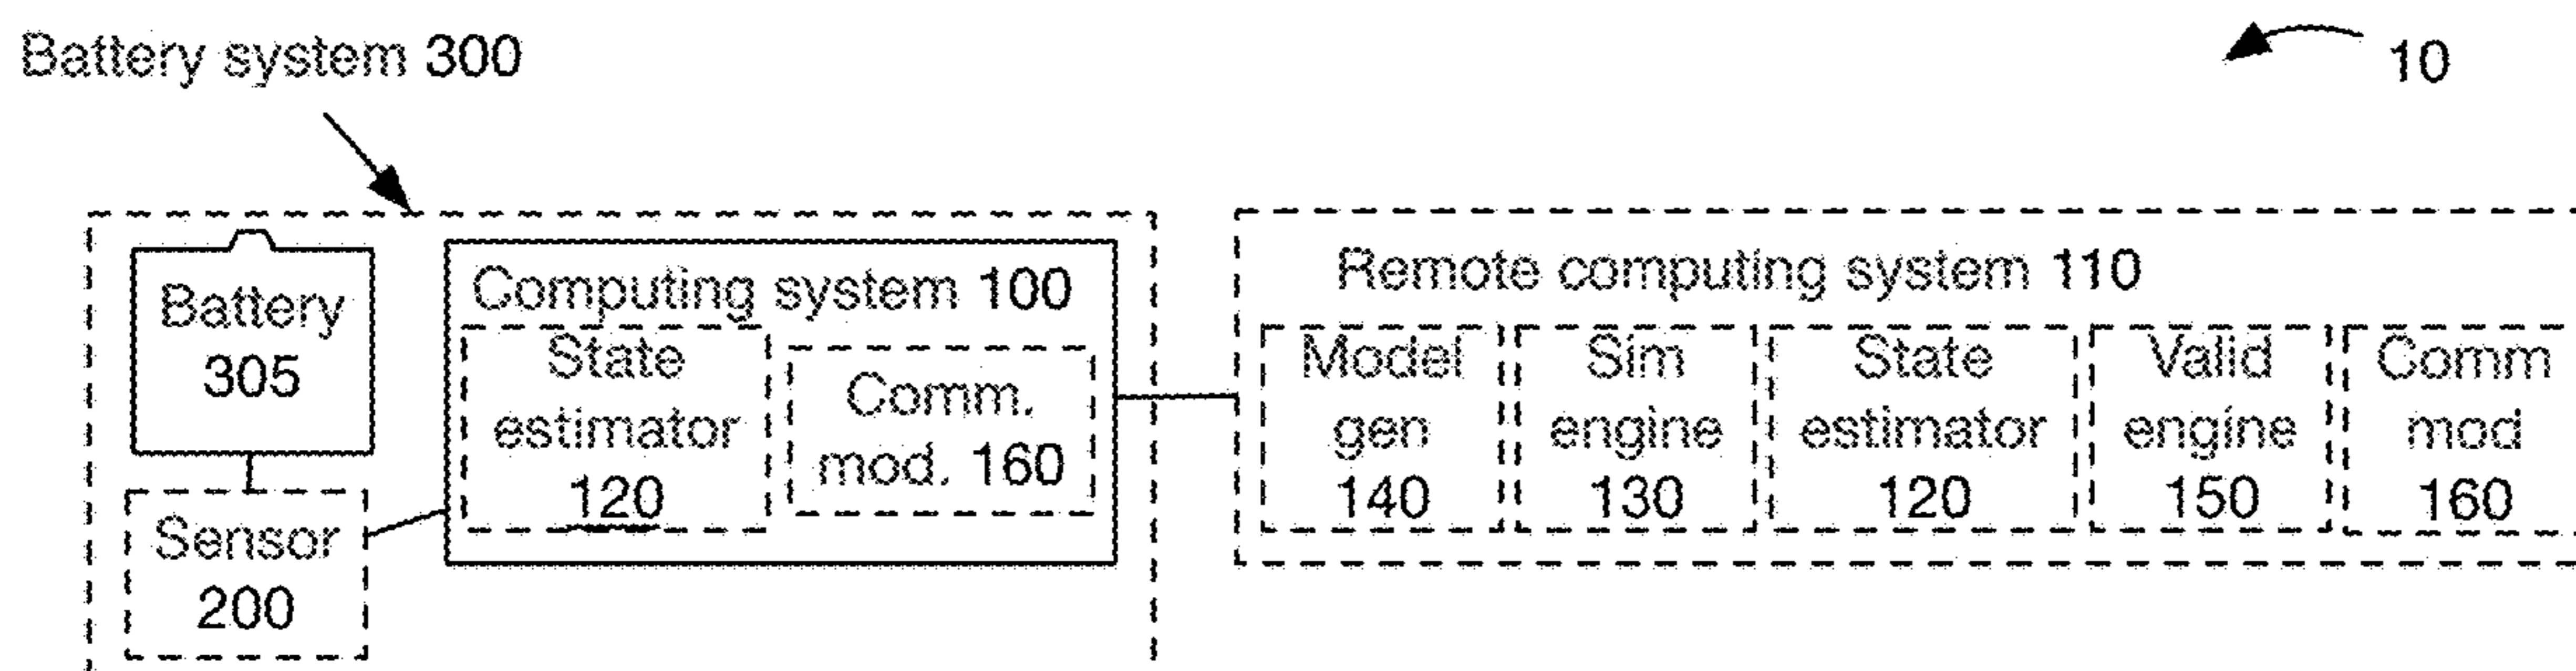 Battery system 300
10
Battery
305
Sensor
200
Computing system 100
State
estimator
120
Comm.
mod. 160
Remote computing system 110
Model
gen
140
Sim
engine
130
State
estimator
120
Valid
engine
150
Comm
mod
160